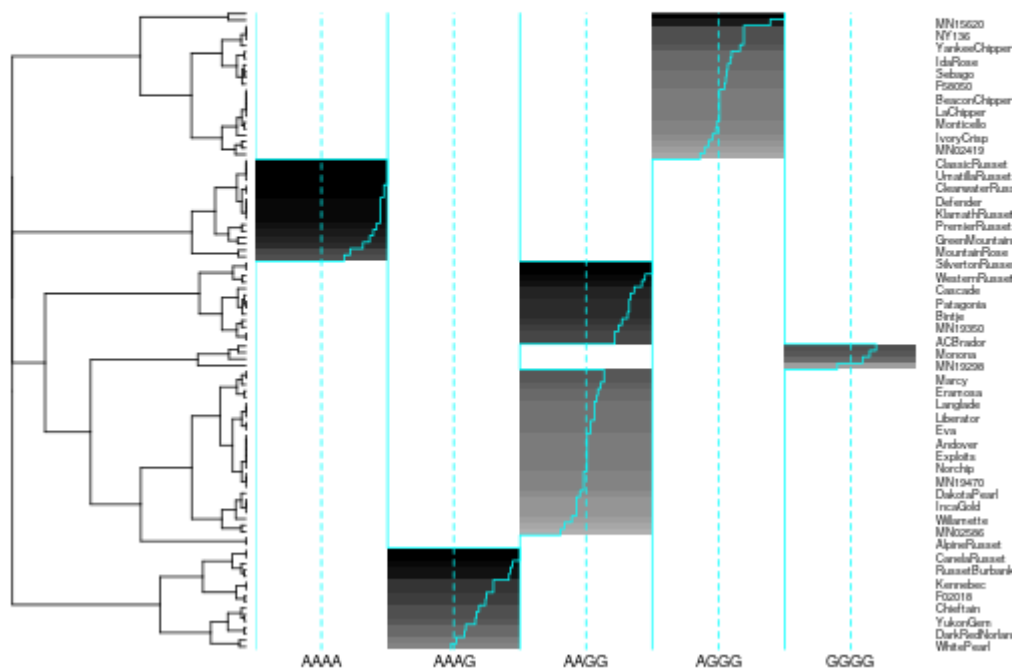 MN15620
NY136
YankeeChipper
IdaRose
Sebago
F58050
BeaconChipper
LaChipper
Monticello
IvoryCrisp
MN02419
ClassicRusset
UmatillaRusset
ClearwaterRuss
Defender
KlamathRusset
PremierRusset
GreenMountain
MountainRose
SilvertonRusse
WesternRusset
Cascade
Patagonia
Bintje
MN19350
ACBrador
Monona
MN19298
Marcy
Eramosa
Langlade
Liberator
Eva
Andover
Exploits
Norchip
MN19470
DakotaPearl
IncaGold
Willamette
MN02586
AlpineRusset
CanelaRusset
RussetBurbank
Kennebec
F02018
Chieftain
YukonGem
DarkRedNorlan
WhitePearl
AAAA AAAG AAGG AGGG GGGG